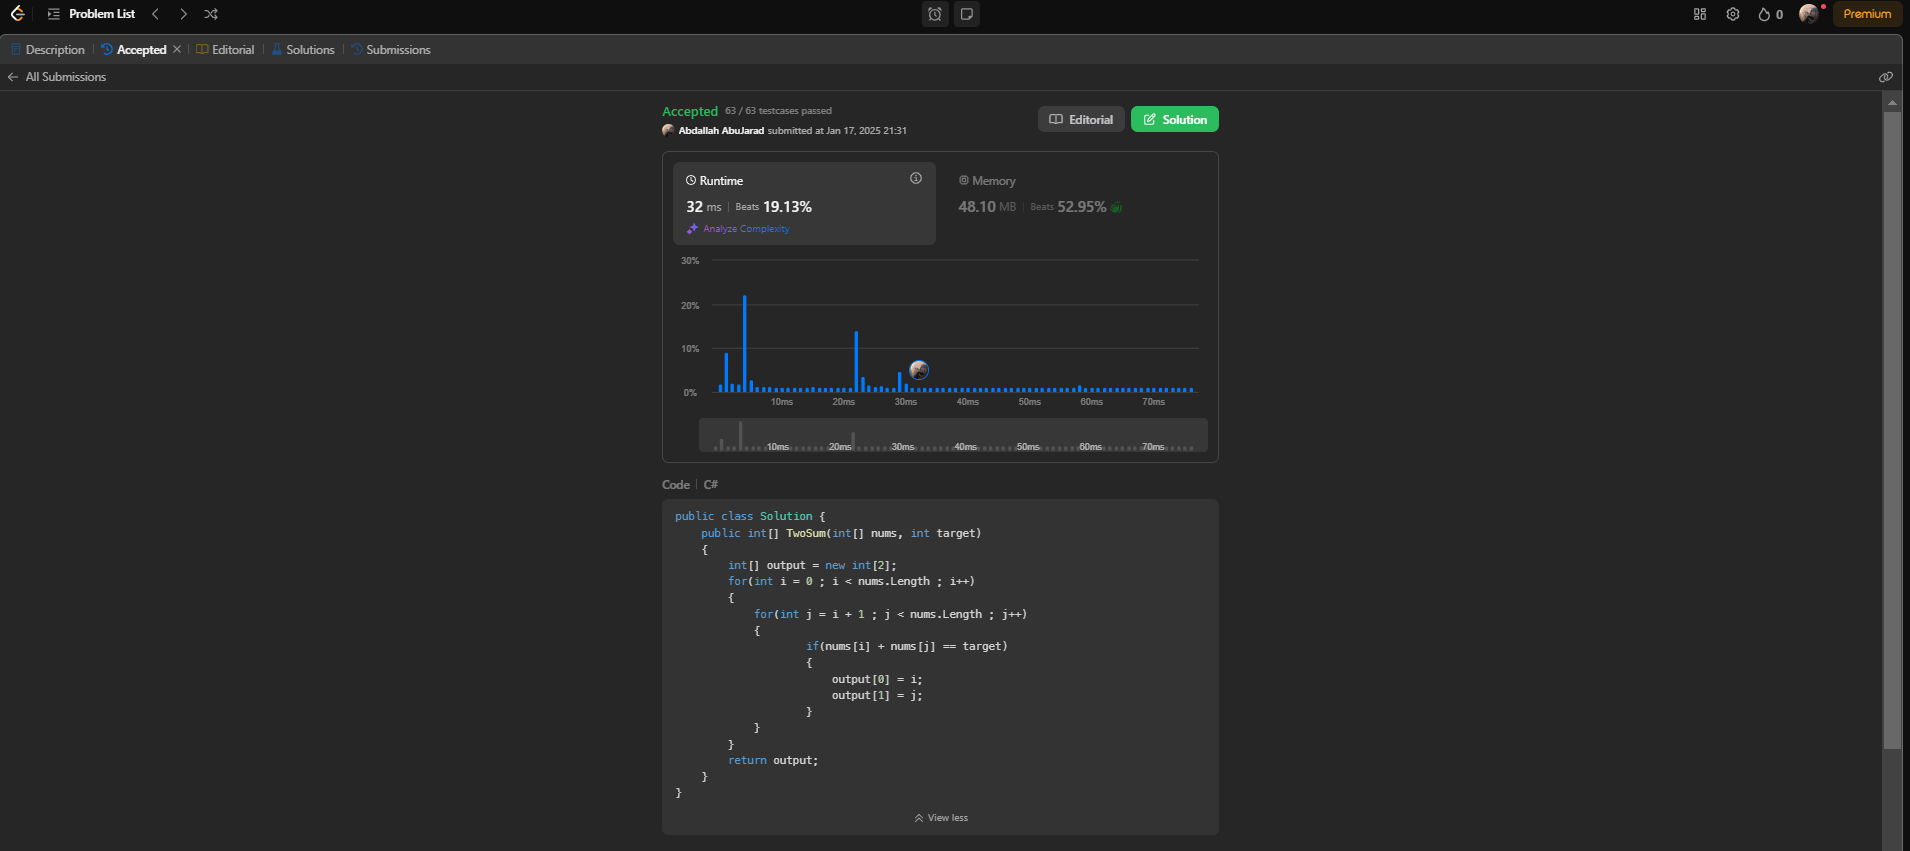 Problem List
0
Premium
Description
Accepted
Editorial
Solutions
Submissions
All Submissions
Accepted 63 / 63 testcases passed
Abdallah AbuJarad submitted at Jan 17, 2025 21:31
Editorial
Solution
Runtime
32 ms | Beats 19.13%
Analyze Complexity
Memory
48.10 MB | Beats 52.95%
30%
20%
10%
0%
10ms 20ms 30ms 40ms 50ms 60ms 70ms
10ms 20ms 30ms 40ms 50ms 60ms 70ms
Code | C#
public class Solution {
    public int[] TwoSum(int[] nums, int target)
    {
        int[] output = new int[2];
        for(int i = 0 ; i < nums.Length ; i++)
        {
            for(int j = i + 1 ; j < nums.Length ; j++)
            {
                    if(nums[i] + nums[j] == target)
                    {
                        output[0] = i;
                        output[1] = j;
                    }
            }
        }
        return output;
    }
}
View less